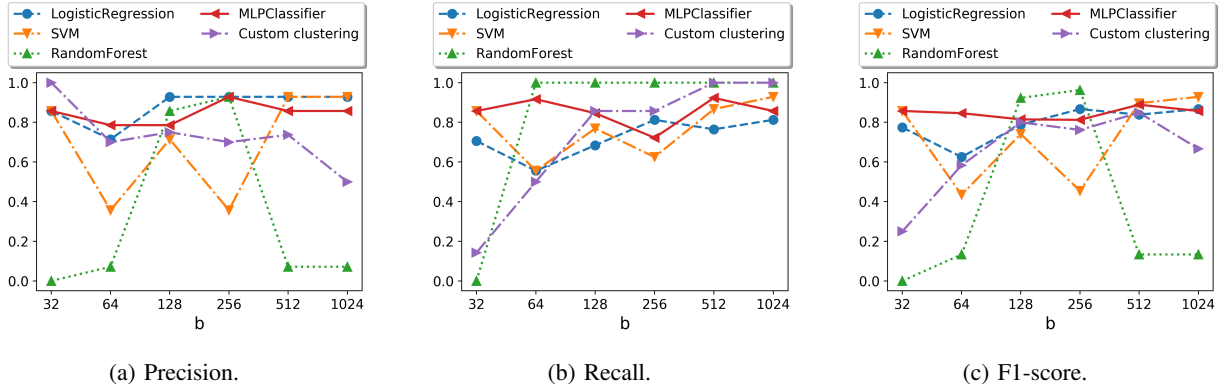 LogisticRegression
SVM
RandomForest
MLPClassifier
Custom clustering
1.0
0.8
0.6
0.4
0.2
0.0
32 64 128 256 512 1024
b
(a) Precision.
LogisticRegression
SVM
RandomForest
MLPClassifier
Custom clustering
1.0
0.8
0.6
0.4
0.2
0.0
32 64 128 256 512 1024
b
(b) Recall.
LogisticRegression
SVM
RandomForest
MLPClassifier
Custom clustering
1.0
0.8
0.6
0.4
0.2
0.0
32 64 128 256 512 1024
b
(c) F1-score.